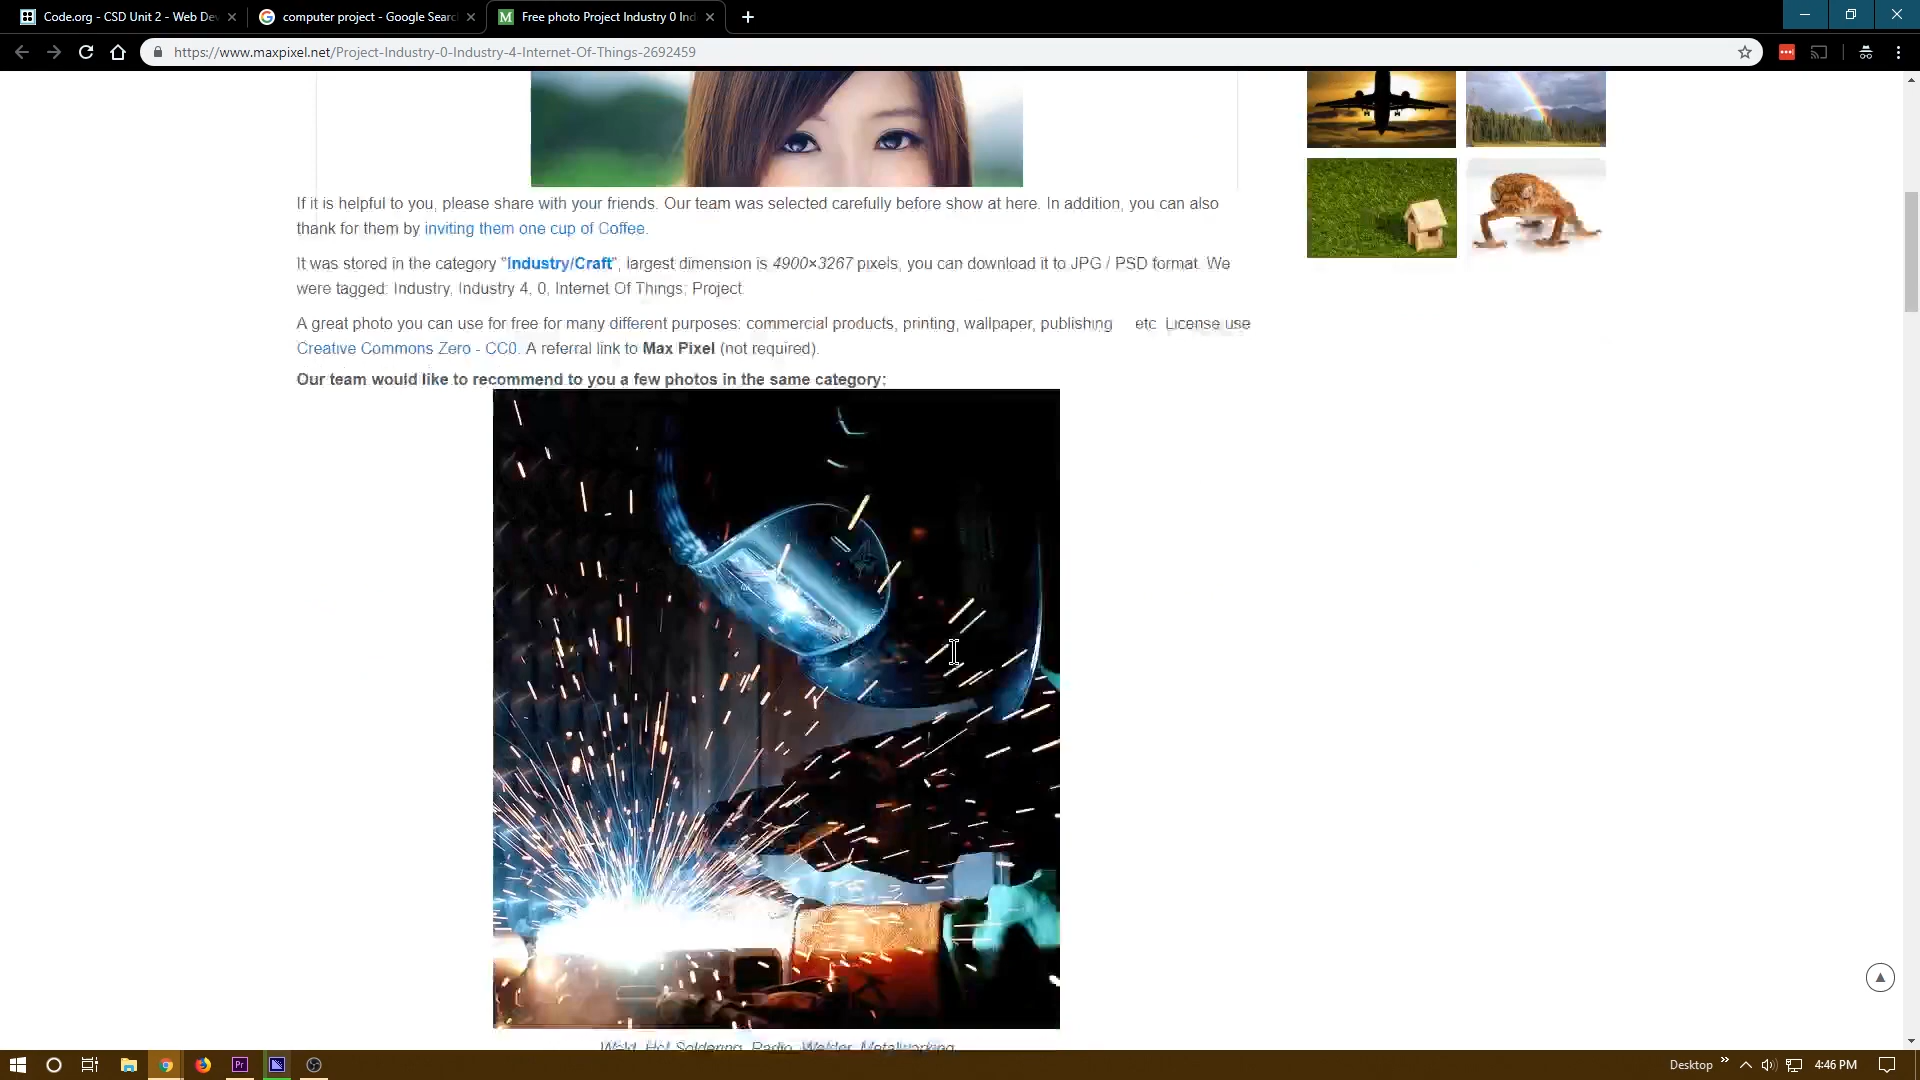 Code.org - CSD Unit 2 - Web De
computer project - Google Searc
Free photo Project Industry 0 Ind
https://www.maxpixel.net/Project-Industry-0-Industry-4-Internet-Of-Things-2692459
If it is helpful to you, please share with your friends. Our team was selected carefully before show at here. In addition, you can also
thank for them by inviting them one cup of Coffee.
It was stored in the category "Industry/Craft", largest dimension is 4900×3267 pixels, you can download it to JPG / PSD format. We
were tagged: Industry, Industry 4, 0, Internet Of Things, Project
A great photo you can use for free for many different purposes: commercial products, printing, wallpaper, publishing etc. License use
Creative Commons Zero - CC0. A referral link to Max Pixel (not required).
Our team would like to recommend to you a few photos in the same category:
Weld, Hot Soldering, Radio, Welder, Metalworking,
Pr
Desktop
4:46 PM